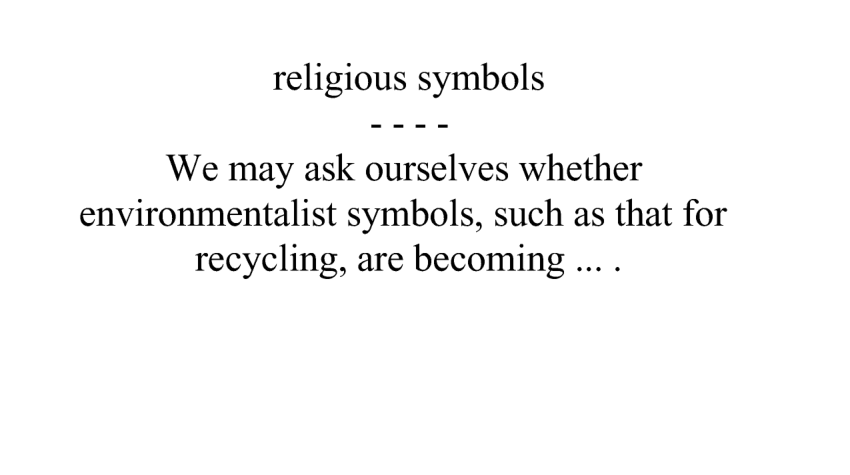 religious symbols
- - - -
We may ask ourselves whether
environmentalist symbols, such as that for
recycling, are becoming ... .